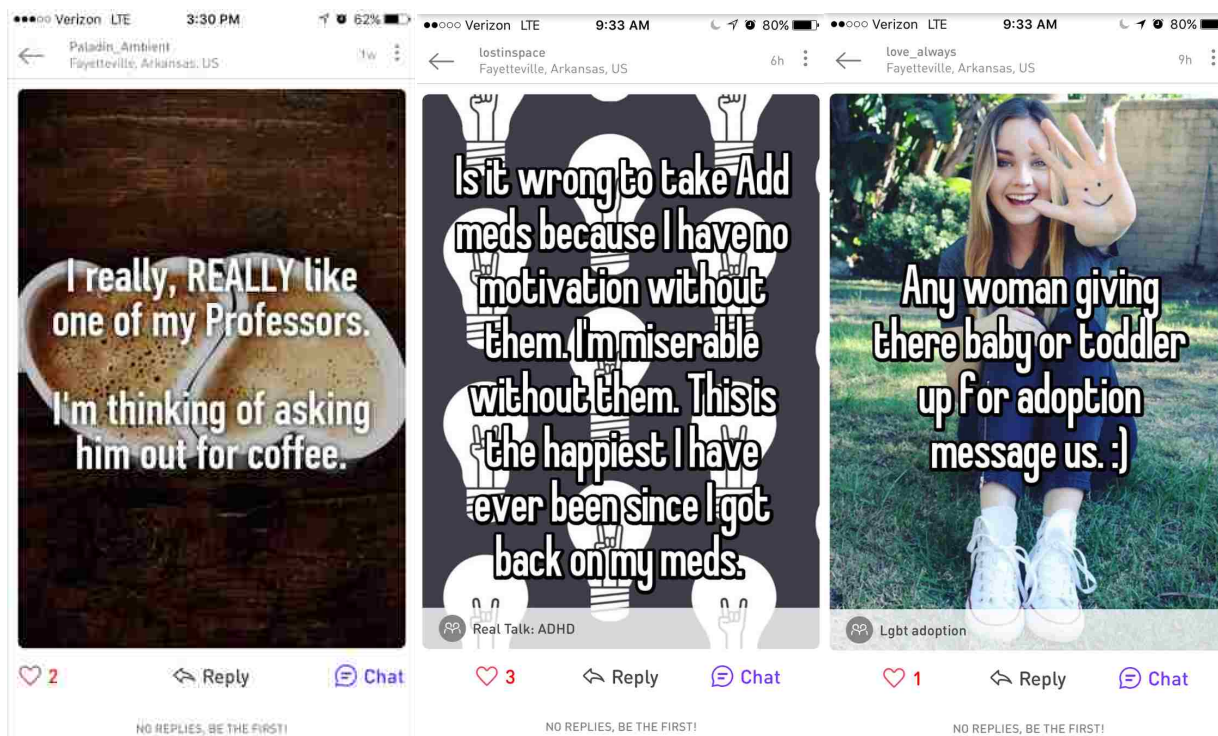 Verizon LTE
3:30 PM
62%
Paladin_Ambient
Fayetteville, Arkansas, US
1w
I really, REALLY like
one of my Professors.
I'm thinking of asking
him out for coffee.
2
Reply
Chat
NO REPLIES, BE THE FIRST!
Verizon LTE
9:33 AM
80%
lostinspace
Fayetteville, Arkansas, US
6h
Is it wrong to take Add
meds because I have no
motivation without
them. I'm miserable
without them. This is
the happiest I have
ever been since I got
back on my meds.
Real Talk: ADHD
3
Reply
Chat
NO REPLIES, BE THE FIRST!
Verizon LTE
9:33 AM
80%
love_always
Fayetteville, Arkansas, US
9h
Any woman giving
there baby or toddler
up for adoption
message us. :)
Lgbt adoption
1
Reply
Chat
NO REPLIES, BE THE FIRST!